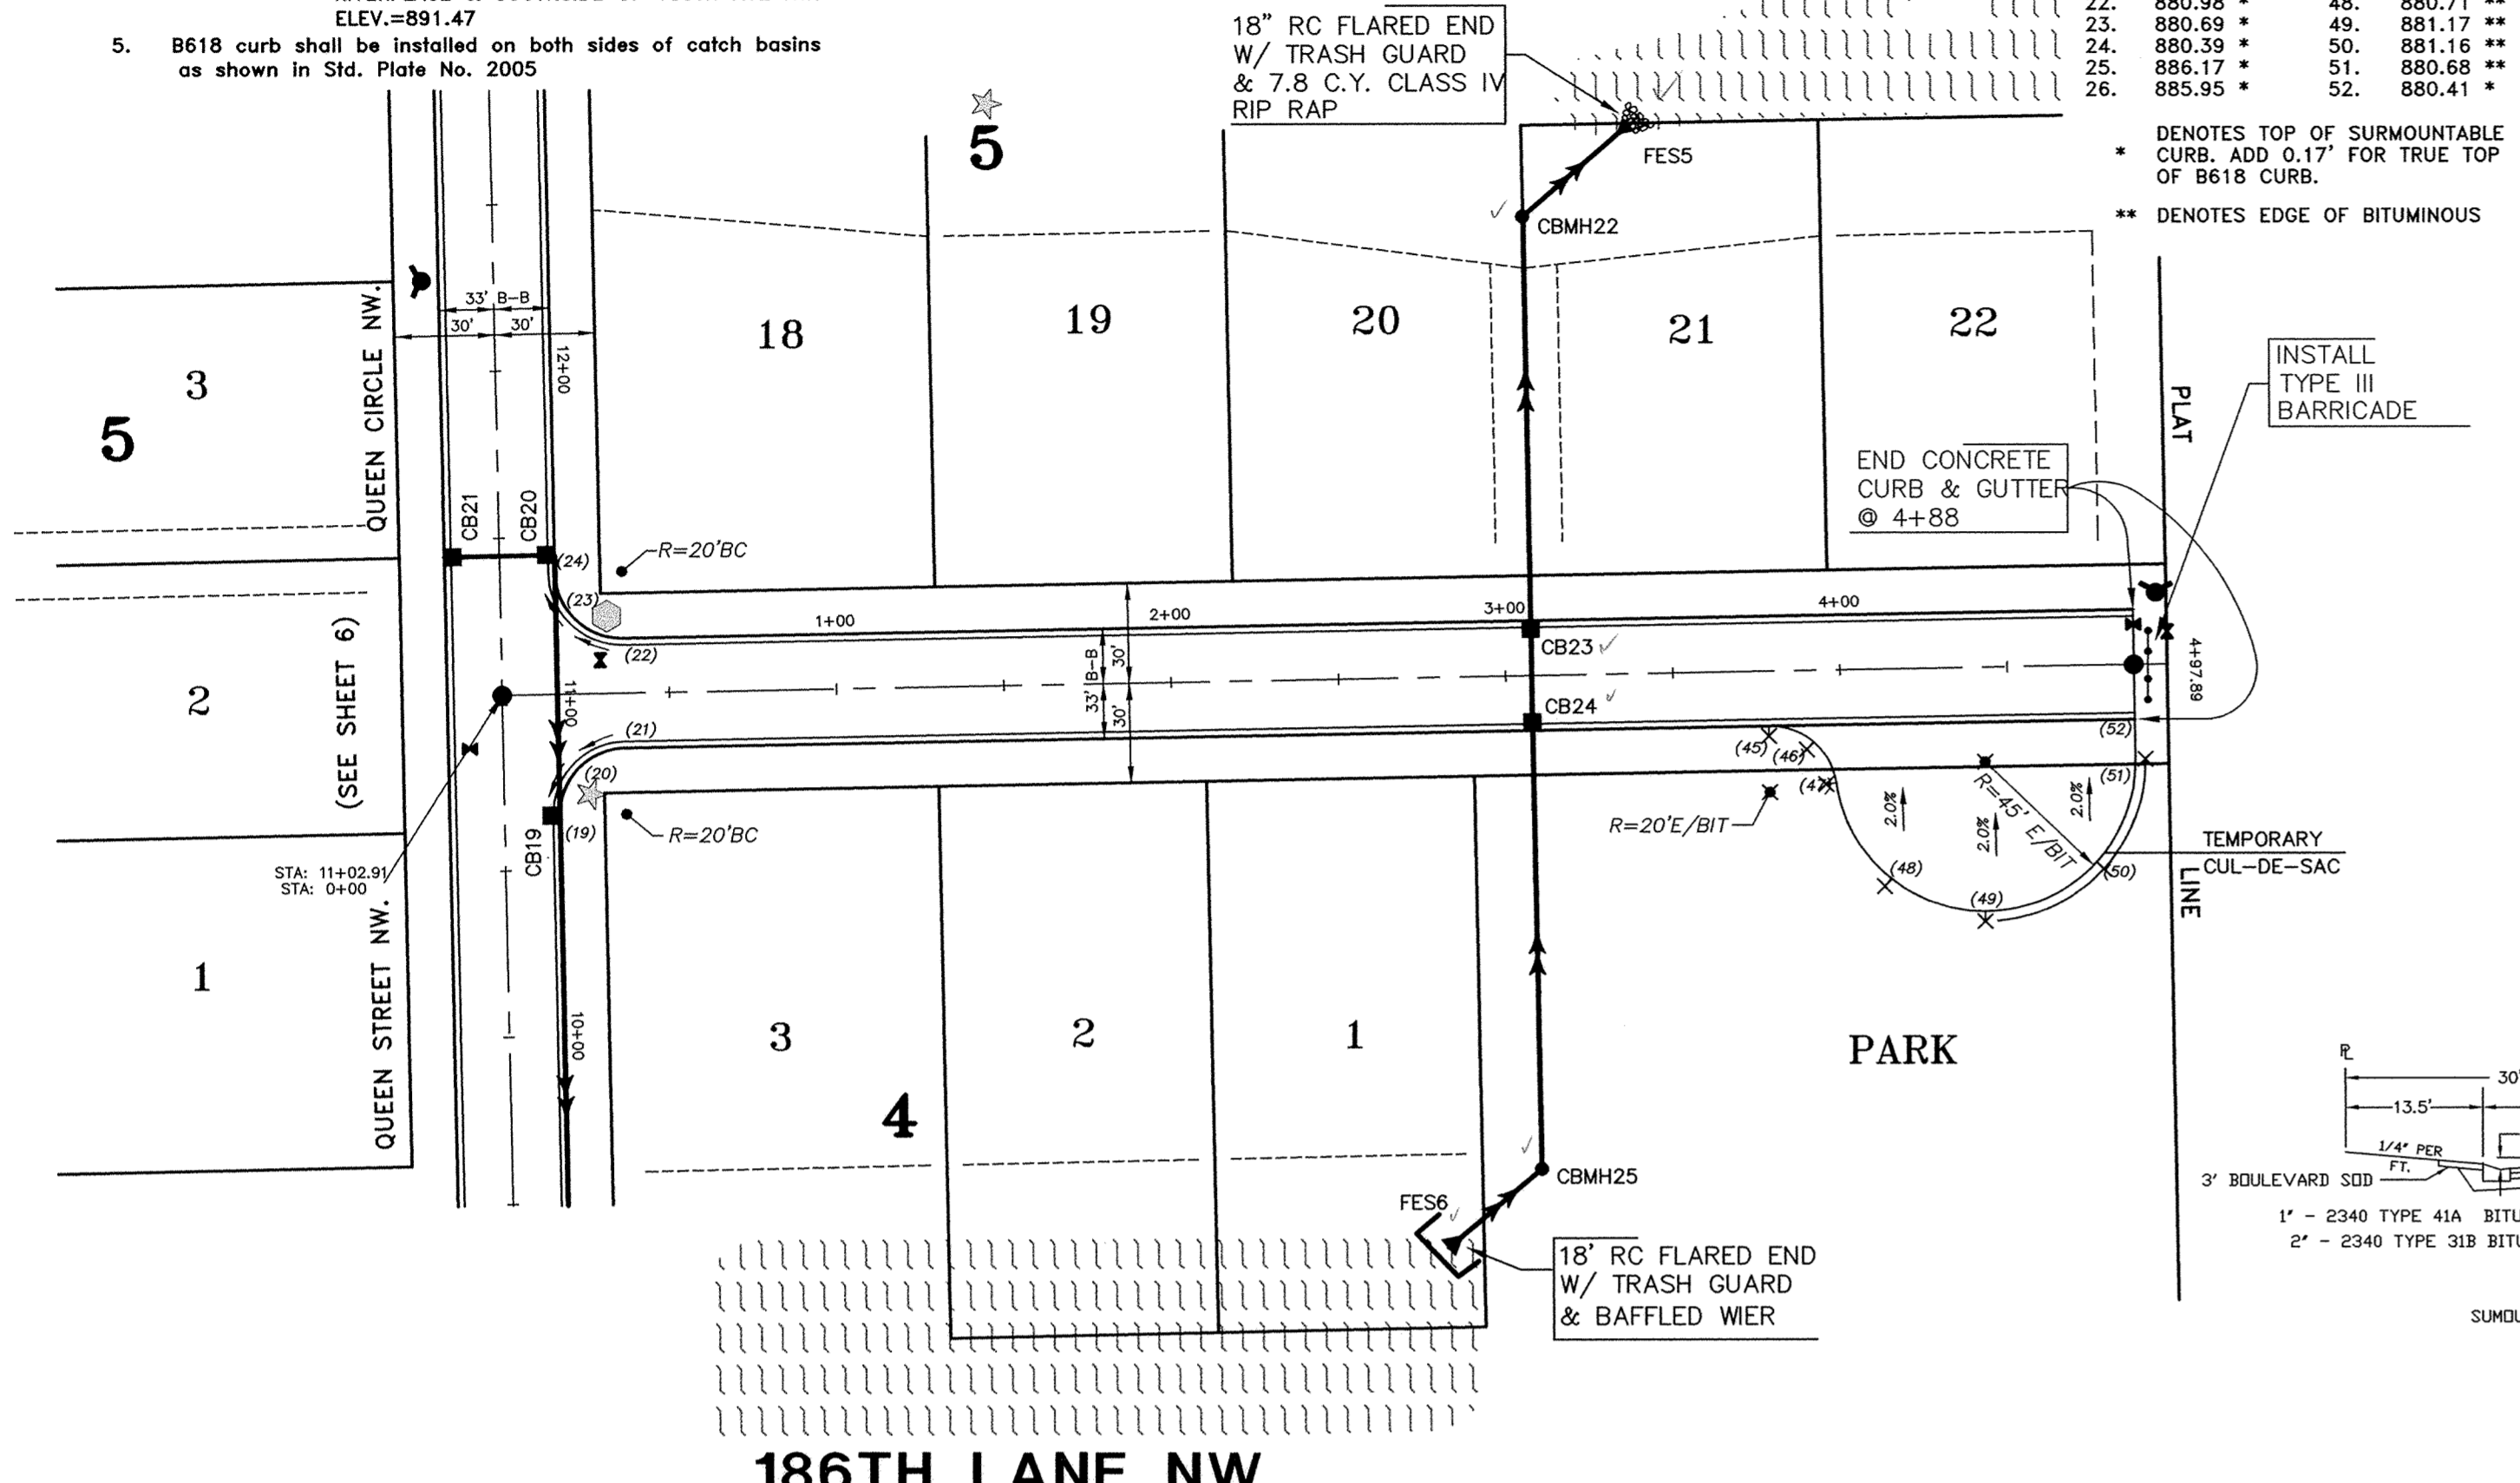 ELEV.=891.47
5. B618 curb shall be installed on both sides of catch basins
as shown in Std. Plate No. 2005
18" RC FLARED END
W/ TRASH GUARD
& 7.8 C.Y. CLASS IV
RIP RAP
22. 880.98 * 48. 880.71 **
23. 880.69 * 49. 881.17 **
24. 880.39 * 50. 881.16 **
25. 886.17 * 51. 880.68 **
26. 885.95 * 52. 880.41 *
DENOTES TOP OF SURMOUNTABLE
* CURB. ADD 0.17' FOR TRUE TOP
OF B618 CURB.
** DENOTES EDGE OF BITUMINOUS
5
FES5
CBMH22
33' B-B
30' 30'
QUEEN CIRCLE NW.
12+00
3
5
18
19
20
21
22
INSTALL
TYPE III
BARRICADE
PLAT
END CONCRETE
CURB & GUTTER
@ 4+88
CB21
CB20
(24)
R=20'BC
(23)
(22)
1+00
2+00
3+00
4+00
CB23
33' B-B
30'
30'
4+97.89
2
(SEE SHEET 6)
11+00
CB24
(21)
(20)
(45)
(46)
(47)
(52)
(51)
R=20'BC
R=20'E/BIT
2.0%
2.0%
2.0%
R=45' E/BIT
CB19
(19)
STA: 11+02.91
STA: 0+00
(48)
(49)
(50)
TEMPORARY
CUL-DE-SAC
LINE
1
QUEEN STREET NW.
10+00
3
2
1
PARK
4
CBMH25
FES6
18' RC FLARED END
W/ TRASH GUARD
& BAFFLED WIER
PL
30'
13.5'
1/4" PER
FT.
3' BOULEVARD SOD
1" - 2340 TYPE 41A BITU
2" - 2340 TYPE 31B BITU
SUMOU
186TH LANE NW